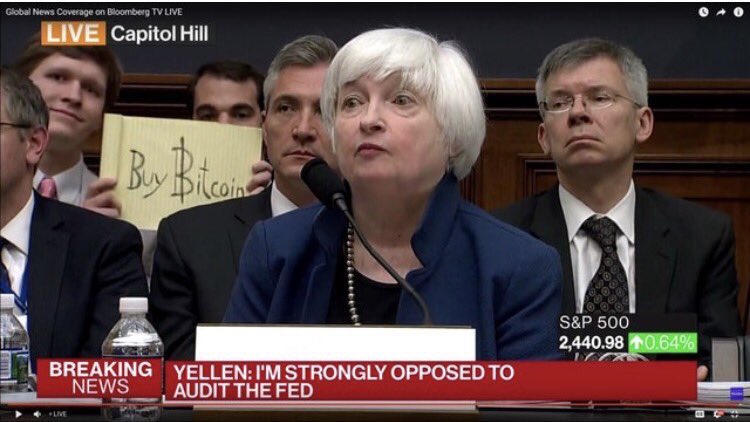 Global News Coverage on Bloomberg TV LIVE
LIVE Capitol Hill
Buy Bitcoin
S&P 500
2,440.98 0.64%
BREAKING
NEWS
YELLEN: I'M STRONGLY OPPOSED TO
AUDIT THE FED
LIVE